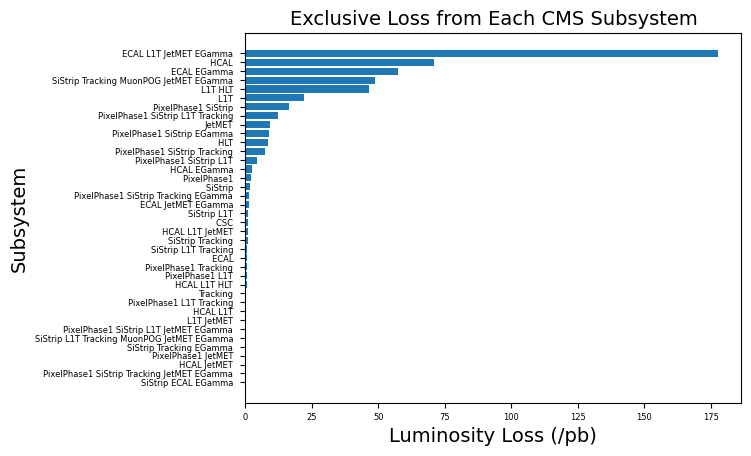 Exclusive Loss from Each CMS Subsystem
Subsystem
ECAL L1T JetMET EGamma
HCAL
ECAL EGamma
SiStrip Tracking MuonPOG JetMET EGamma
L1T HLT
L1T
PixelPhase1 SiStrip
PixelPhase1 SiStrip L1T Tracking
JetMET
PixelPhase1 SiStrip EGamma
HLT
PixelPhase1 SiStrip Tracking
PixelPhase1 SiStrip L1T
HCAL EGamma
PixelPhase1
SiStrip
PixelPhase1 SiStrip Tracking EGamma
ECAL JetMET EGamma
SiStrip L1T
CSC
HCAL L1T JetMET
SiStrip Tracking
SiStrip L1T Tracking
ECAL
PixelPhase1 Tracking
PixelPhase1 L1T
HCAL L1T HLT
Tracking
PixelPhase1 L1T Tracking
HCAL L1T
L1T JetMET
PixelPhase1 SiStrip L1T JetMET EGamma
SiStrip L1T Tracking MuonPOG JetMET EGamma
SiStrip Tracking EGamma
PixelPhase1 JetMET
HCAL JetMET
PixelPhase1 SiStrip Tracking JetMET EGamma
SiStrip ECAL EGamma
0 25 50 75 100 125 150 175
Luminosity Loss (/pb)